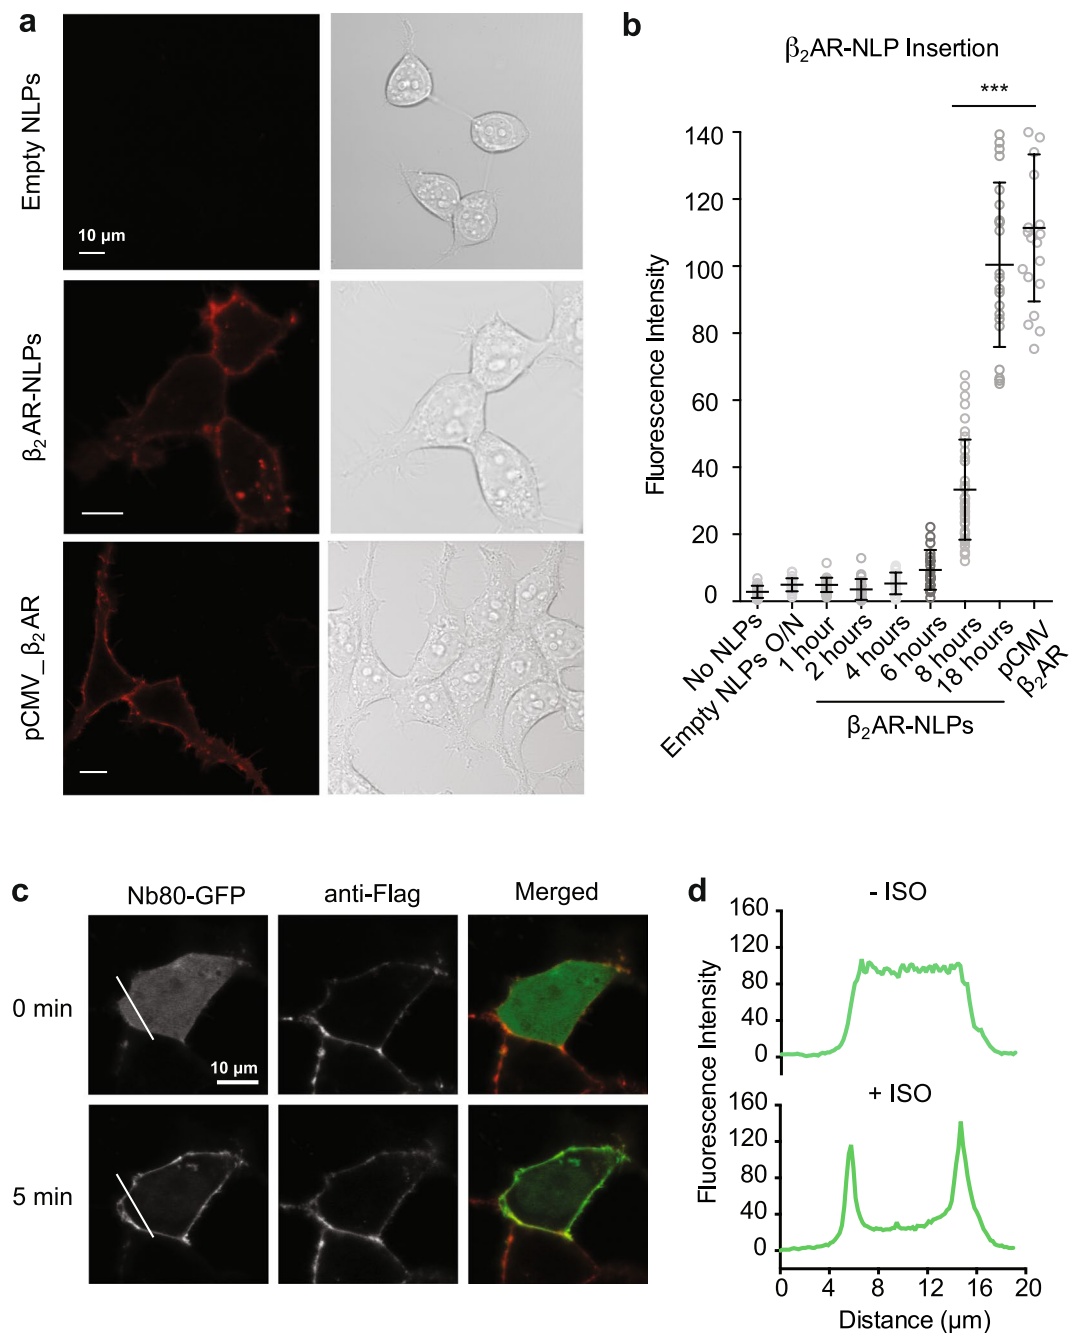 a
Empty NLPs
10 μm
β₂AR-NLPs
pCMV_β₂AR
b
β₂AR-NLP Insertion
***
Fluorescence Intensity
140
120
100
80
60
40
20
0
No NLPs
Empty NLPs O/N
1 hour
2 hours
4 hours
6 hours
8 hours
18 hours
pCMV
β₂AR
β₂AR-NLPs
c
Nb80-GFP
anti-Flag
Merged
0 min
10 μm
5 min
d
- ISO
Fluorescence Intensity
160
120
80
40
0
+ ISO
160
120
80
40
0
0
4
8
12
16
20
Distance (μm)